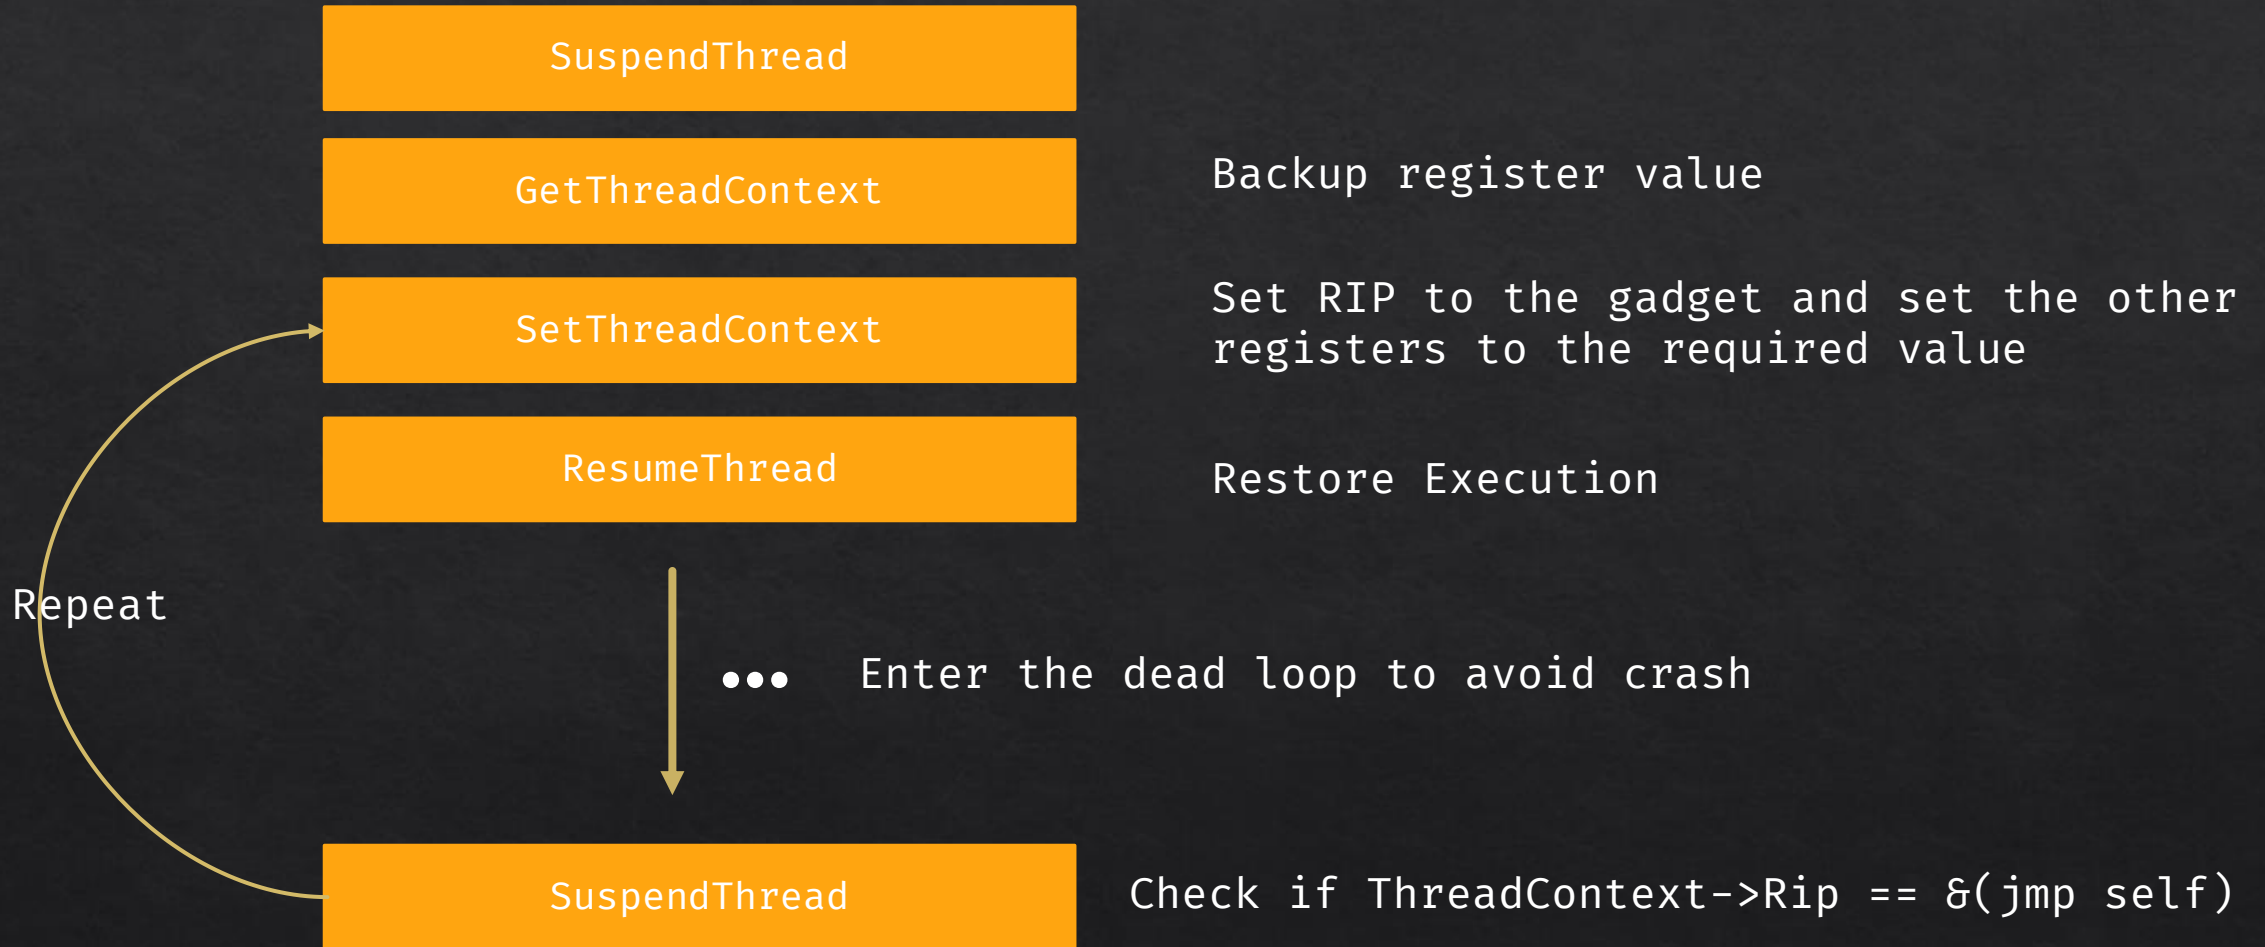 SuspendThread
GetThreadContext
Backup register value
SetThreadContext
Set RIP to the gadget and set the other
registers to the required value
ResumeThread
Restore Execution
Repeat
••• Enter the dead loop to avoid crash
SuspendThread
Check if ThreadContext->Rip == &(jmp self)